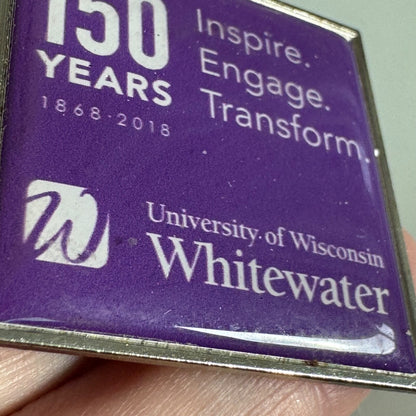 150
YEARS
1868·2018
Inspire.
Engage.
Transform.
W
University of Wisconsin
Whitewater